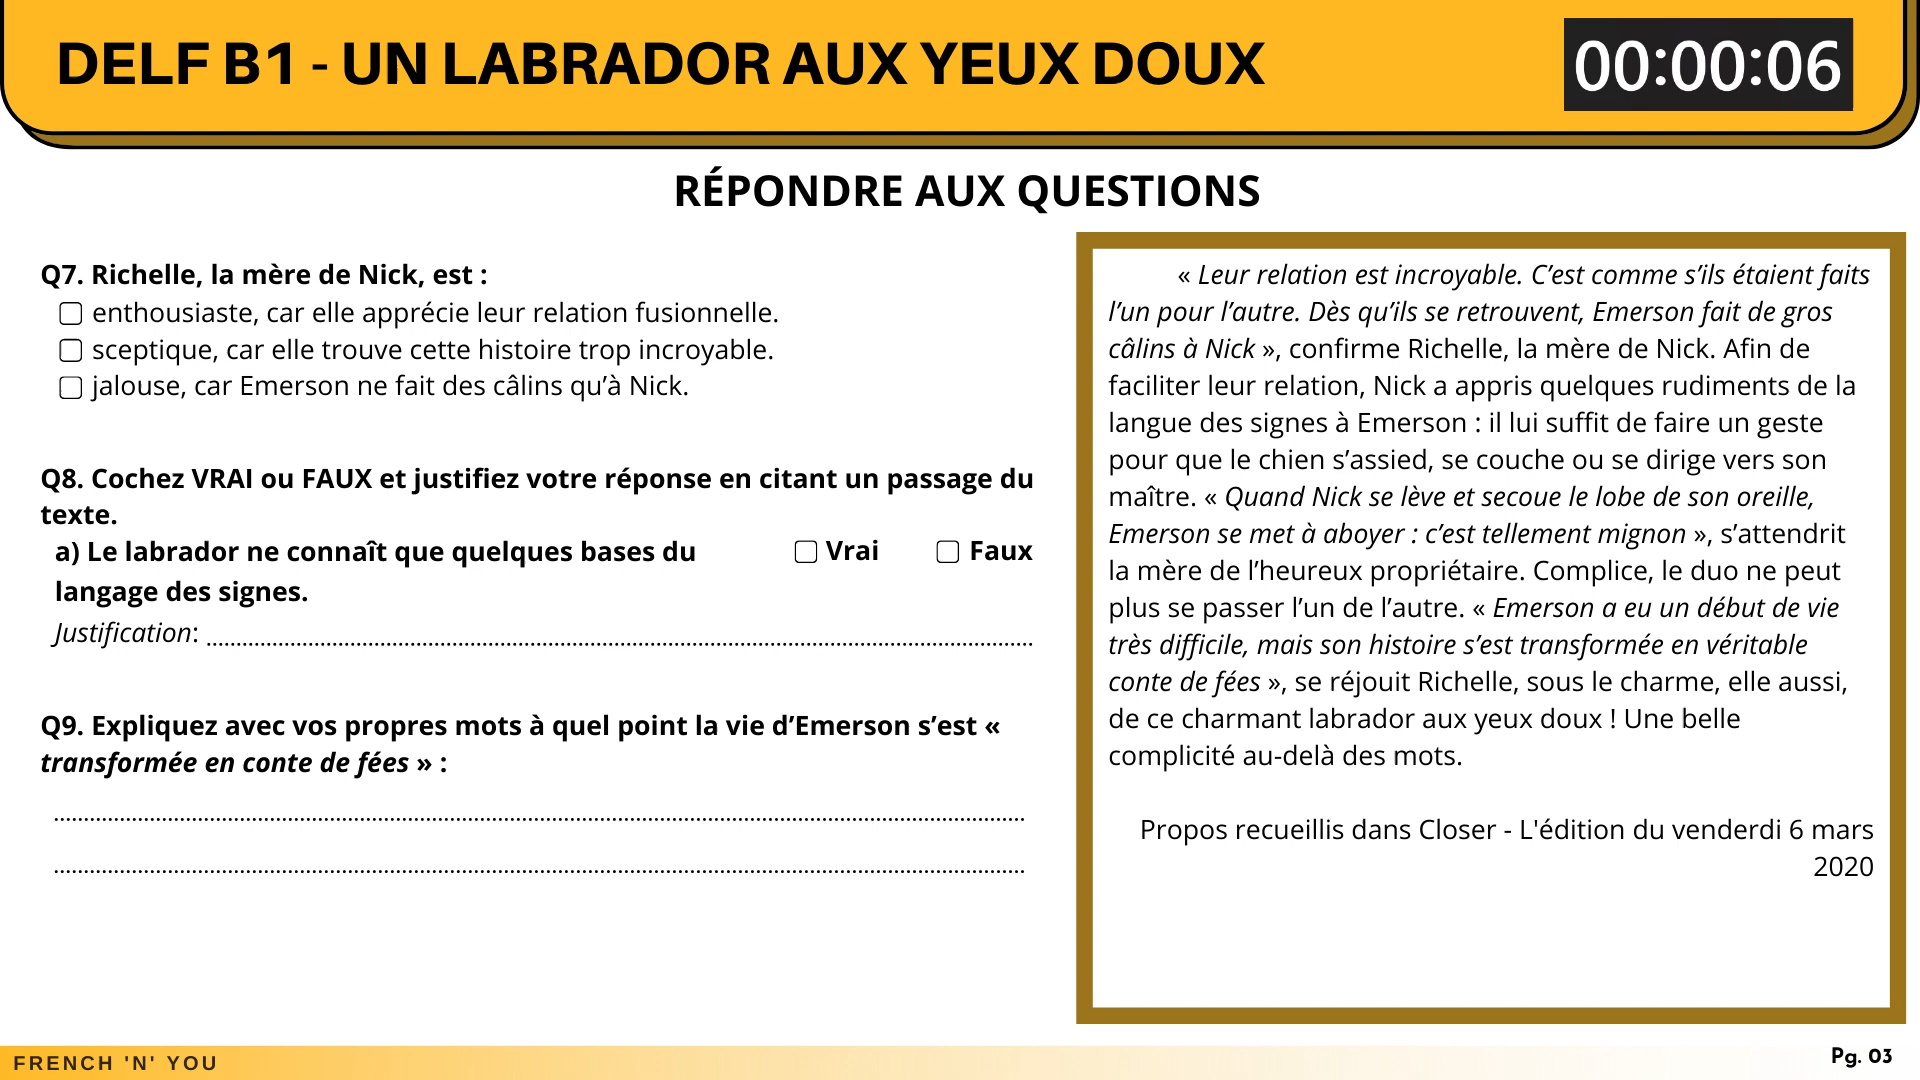 DELF B1 - UN LABRADOR AUX YEUX DOUX
00:00:06
RÉPONDRE AUX QUESTIONS
Q7. Richelle, la mère de Nick, est :
▢ enthousiaste, car elle apprécie leur relation fusionnelle.
▢ sceptique, car elle trouve cette histoire trop incroyable.
▢ jalouse, car Emerson ne fait des câlins qu’à Nick.
Q8. Cochez VRAI ou FAUX et justifiez votre réponse en citant un passage du
texte.
a) Le labrador ne connaît que quelques bases du ▢ Vrai ▢ Faux
langage des signes.
Justification: ........................................................................................................................
Q9. Expliquez avec vos propres mots à quel point la vie d’Emerson s’est «
transformée en conte de fées » :
........................................................................................................................
........................................................................................................................
« Leur relation est incroyable. C’est comme s’ils étaient faits
l’un pour l’autre. Dès qu’ils se retrouvent, Emerson fait de gros
câlins à Nick », confirme Richelle, la mère de Nick. Afin de
faciliter leur relation, Nick a appris quelques rudiments de la
langue des signes à Emerson : il lui suffit de faire un geste
pour que le chien s’assied, se couche ou se dirige vers son
maître. « Quand Nick se lève et secoue le lobe de son oreille,
Emerson se met à aboyer : c’est tellement mignon », s’attendrit
la mère de l’heureux propriétaire. Complice, le duo ne peut
plus se passer l’un de l’autre. « Emerson a eu un début de vie
très difficile, mais son histoire s’est transformée en véritable
conte de fées », se réjouit Richelle, sous le charme, elle aussi,
de ce charmant labrador aux yeux doux ! Une belle
complicité au-delà des mots.
Propos recueillis dans Closer - L'édition du venderdi 6 mars
2020
FRENCH 'N' YOU
Pg. 03